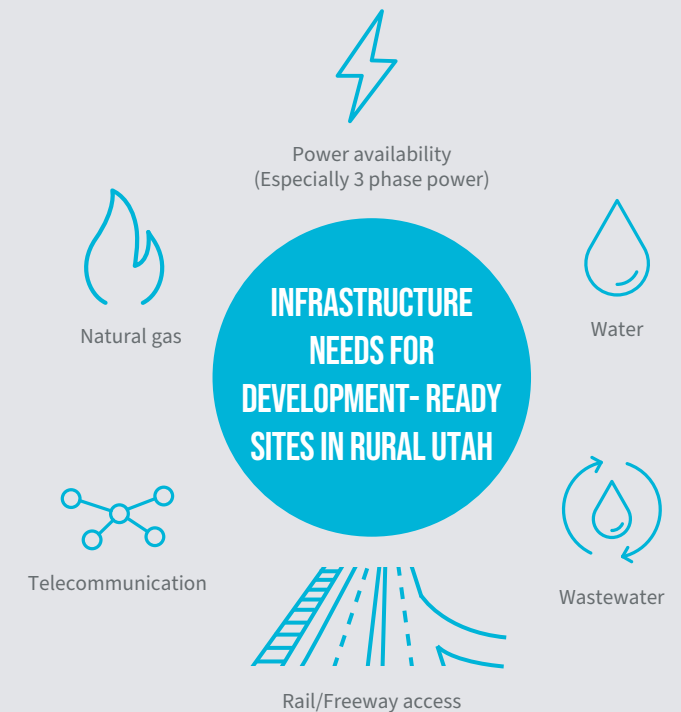 Power availability
(Especially 3 phase power)
Natural gas
Water
INFRASTRUCTURE
NEEDS FOR
DEVELOPMENT- READY
SITES IN RURAL UTAH
Telecommunication
Wastewater
Rail/Freeway access